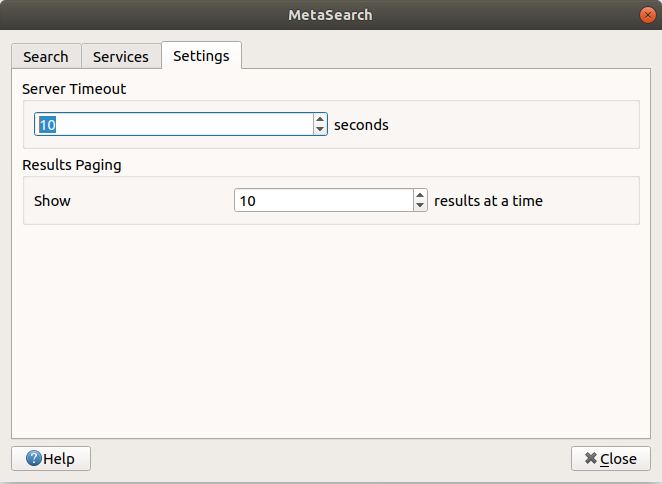 MetaSearch
Search Services Settings
Server Timeout
10 seconds
Results Paging
Show 10 results at a time
Help Close